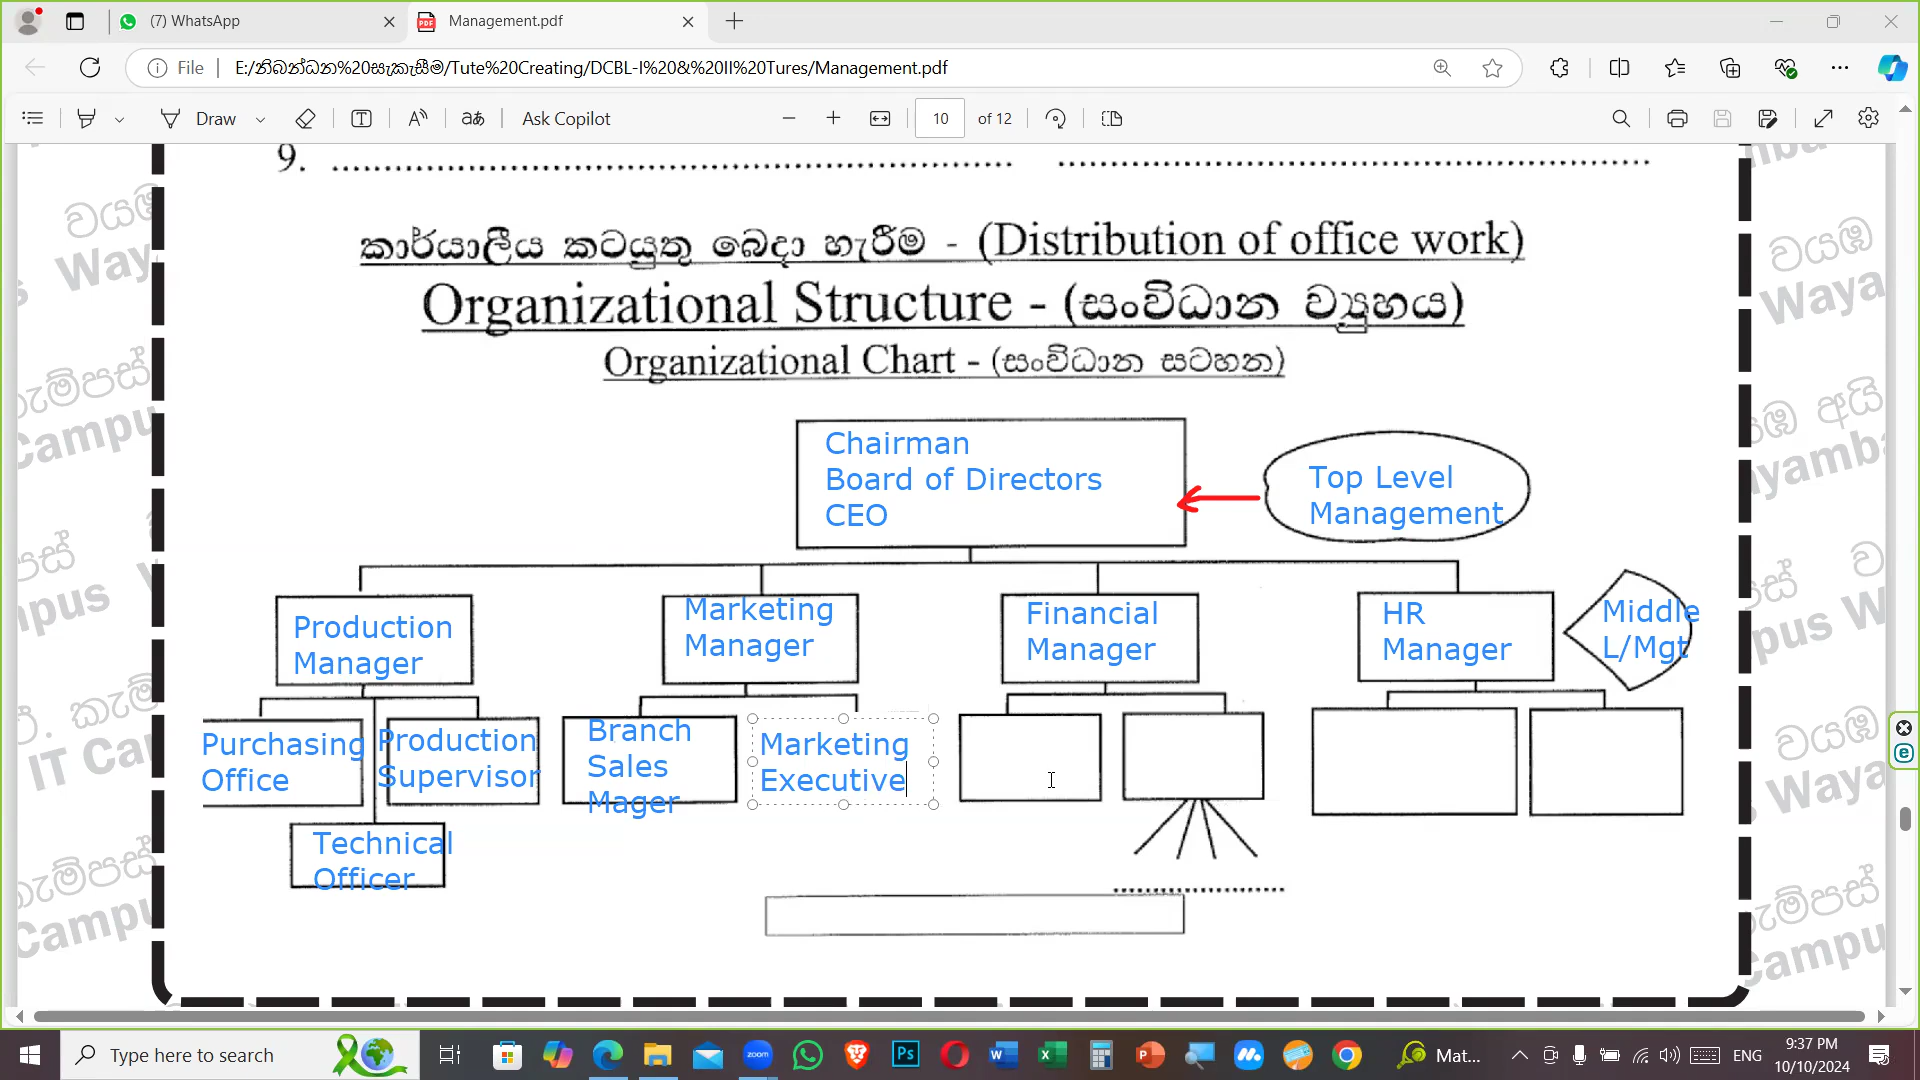 (7) WhatsApp
Management.pdf
File
E:/නිබන්ධන%20සැකසීම/Tute%20Creating/DCBL-I%20&%20II%20Tures/Management.pdf
Draw
Ask Copilot
10 of 12
9.
කාර්යාලීය කටයුතු බෙදා හැරීම - (Distribution of office work)
Organizational Structure - (සංවිධාන ව්‍යුහය)
Organizational Chart - (සංවිධාන සටහන)
Chairman
Board of Directors
CEO
Top Level
Management
Production
Manager
Marketing
Manager
Financial
Manager
HR
Manager
Middle
L/Mgt
Purchasing
Office
Production
Supervisor
Branch
Sales
Mager
Marketing
Executive
Technical
Officer
Type here to search
Mat...
ENG
9:37 PM
10/10/2024